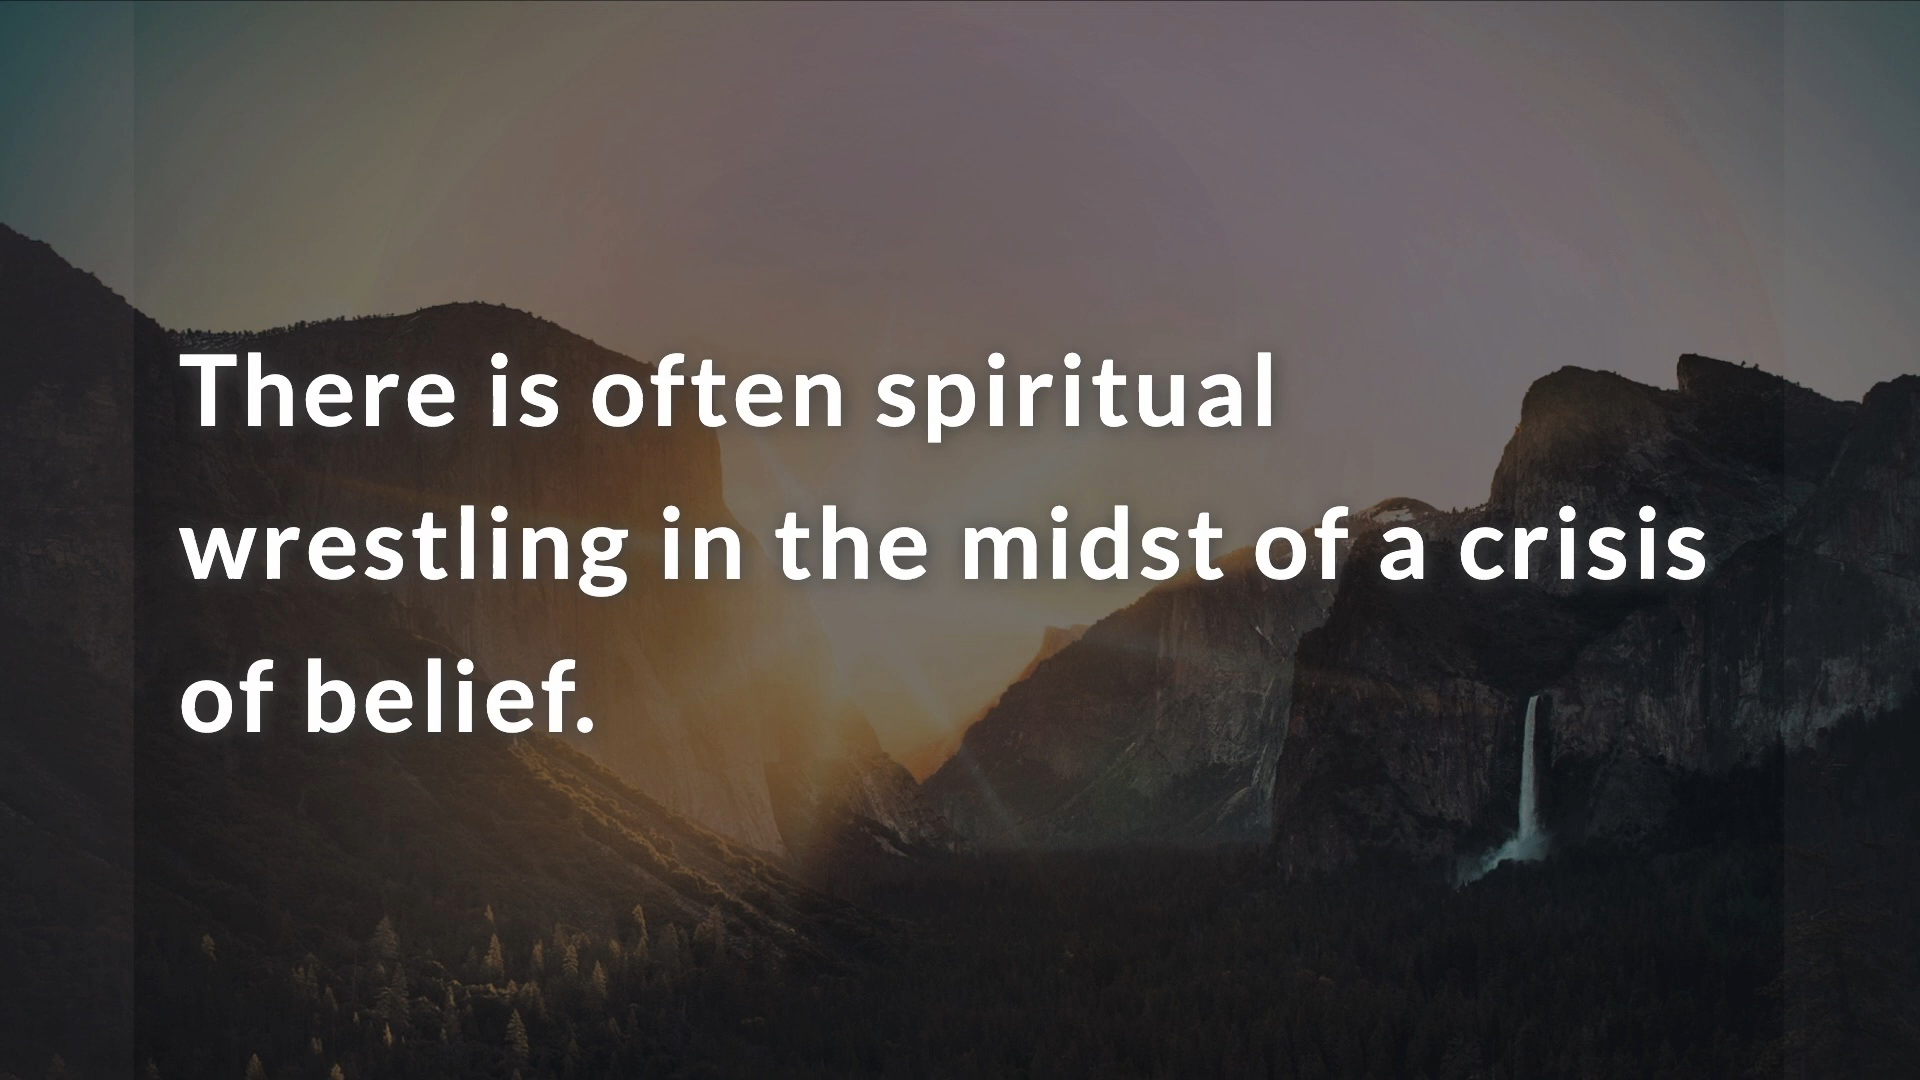 There is often spiritual
wrestling in the midst of a crisis
of belief.